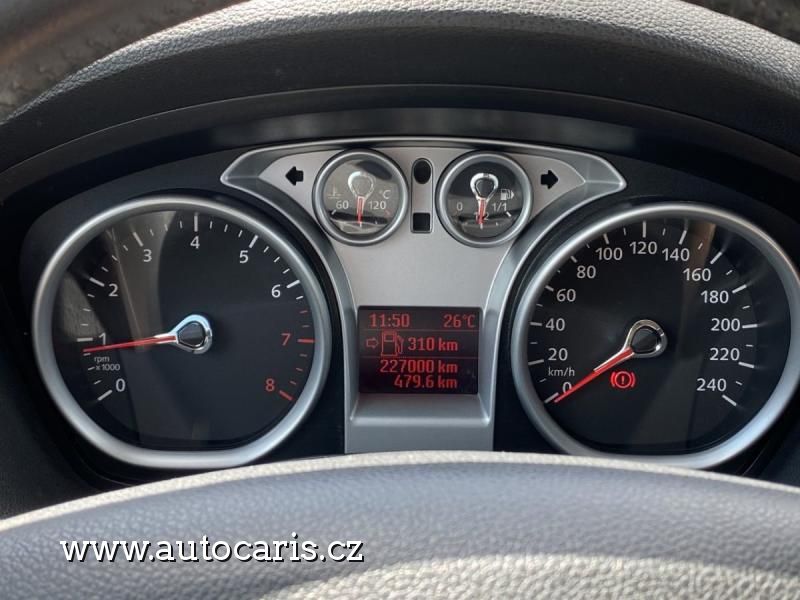 60 °C 120
0 1/1
0 1 2 3 4 5 6 7 8
rpm
x1000
11:50 26°C
310 km
227000 km
479.6 km
0 20 40 60 80 100 120 140 160 180 200 220 240
km/h
www.autocaris.cz